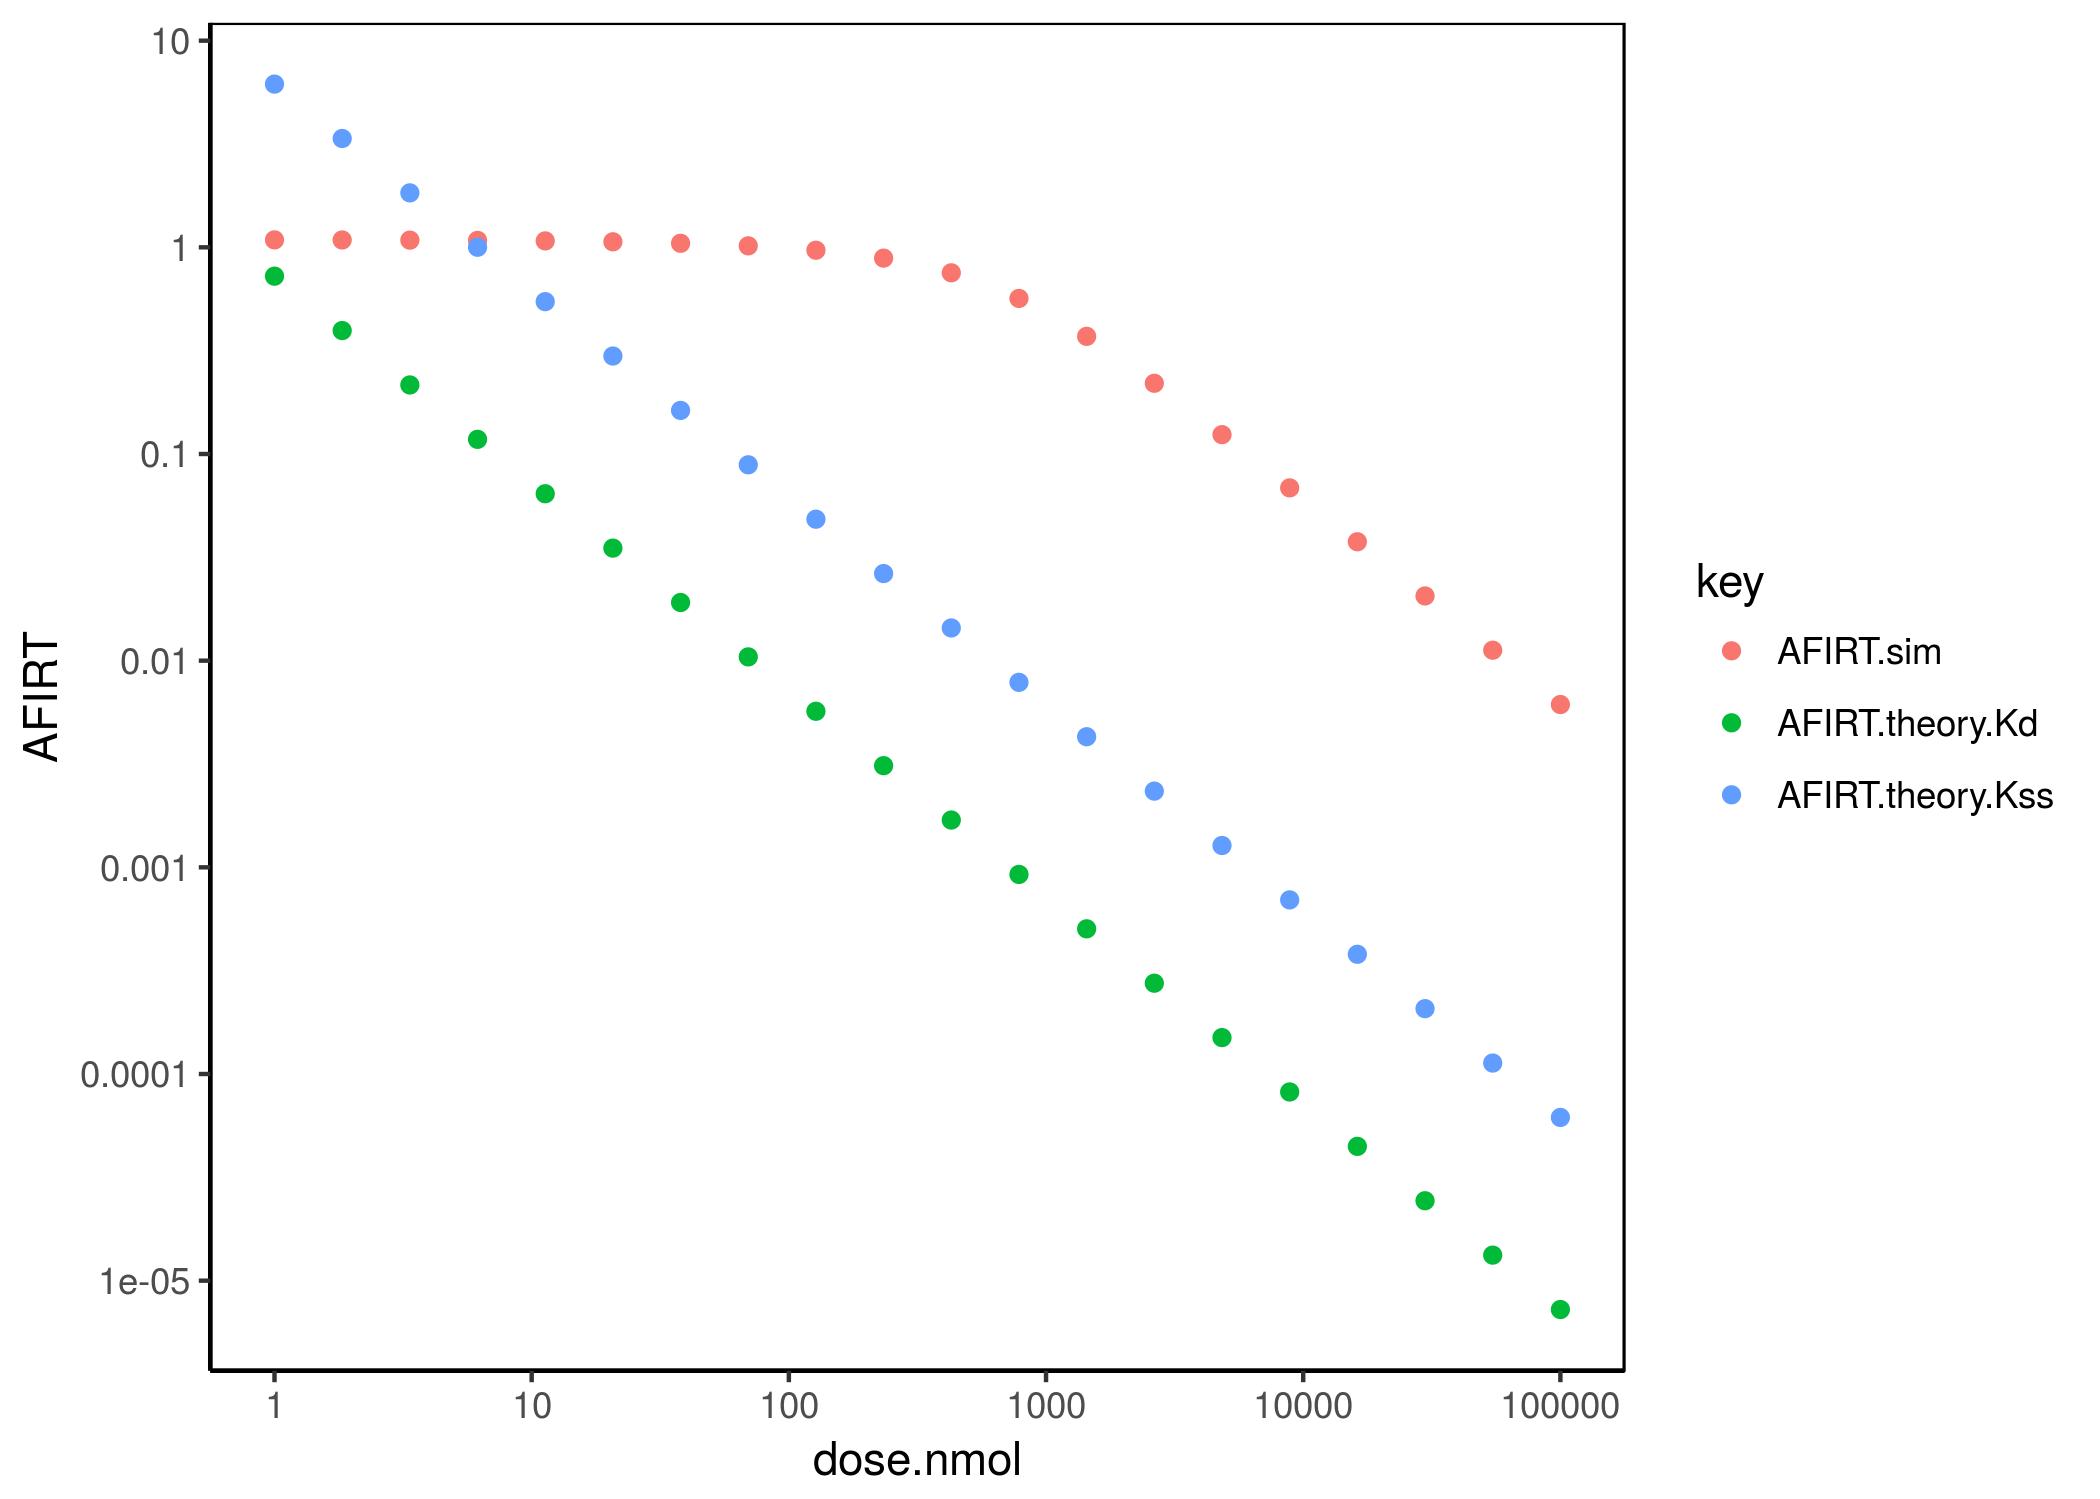 10
1
0.1
0.01
0.001
0.0001
1e-05
AFIRT
1 10 100 1000 10000 100000
dose.nmol
key
AFIRT.sim
AFIRT.theory.Kd
AFIRT.theory.Kss